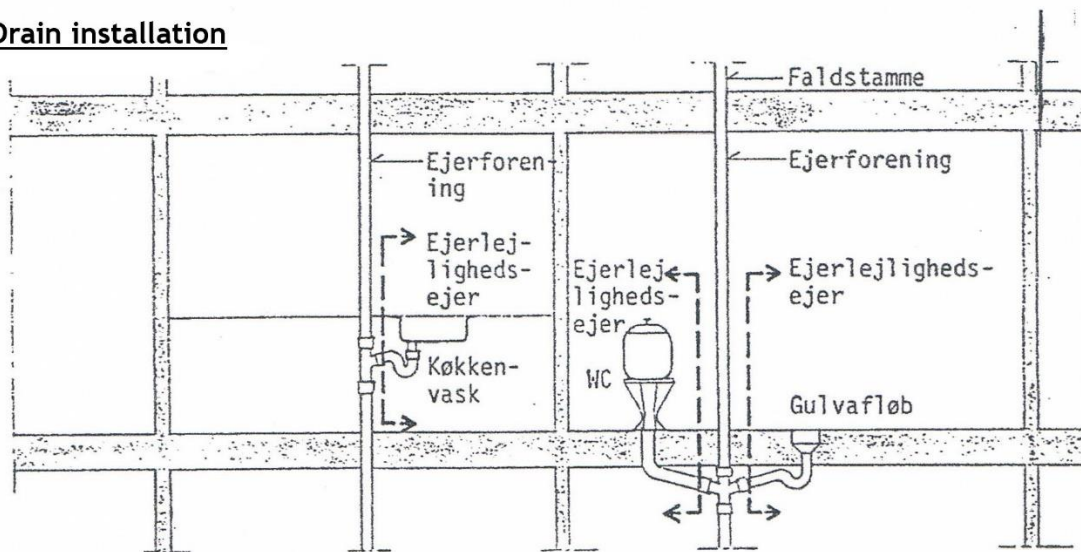 Drain installation
Faldstamme
Ejerforen-
ing
Ejerforening
Ejerlej-
ligheds-
ejer
Ejerlej
ligheds-
ejer
Ejerlejligheds-
ejer
Køkken-
vask
WC
Gulvafløb